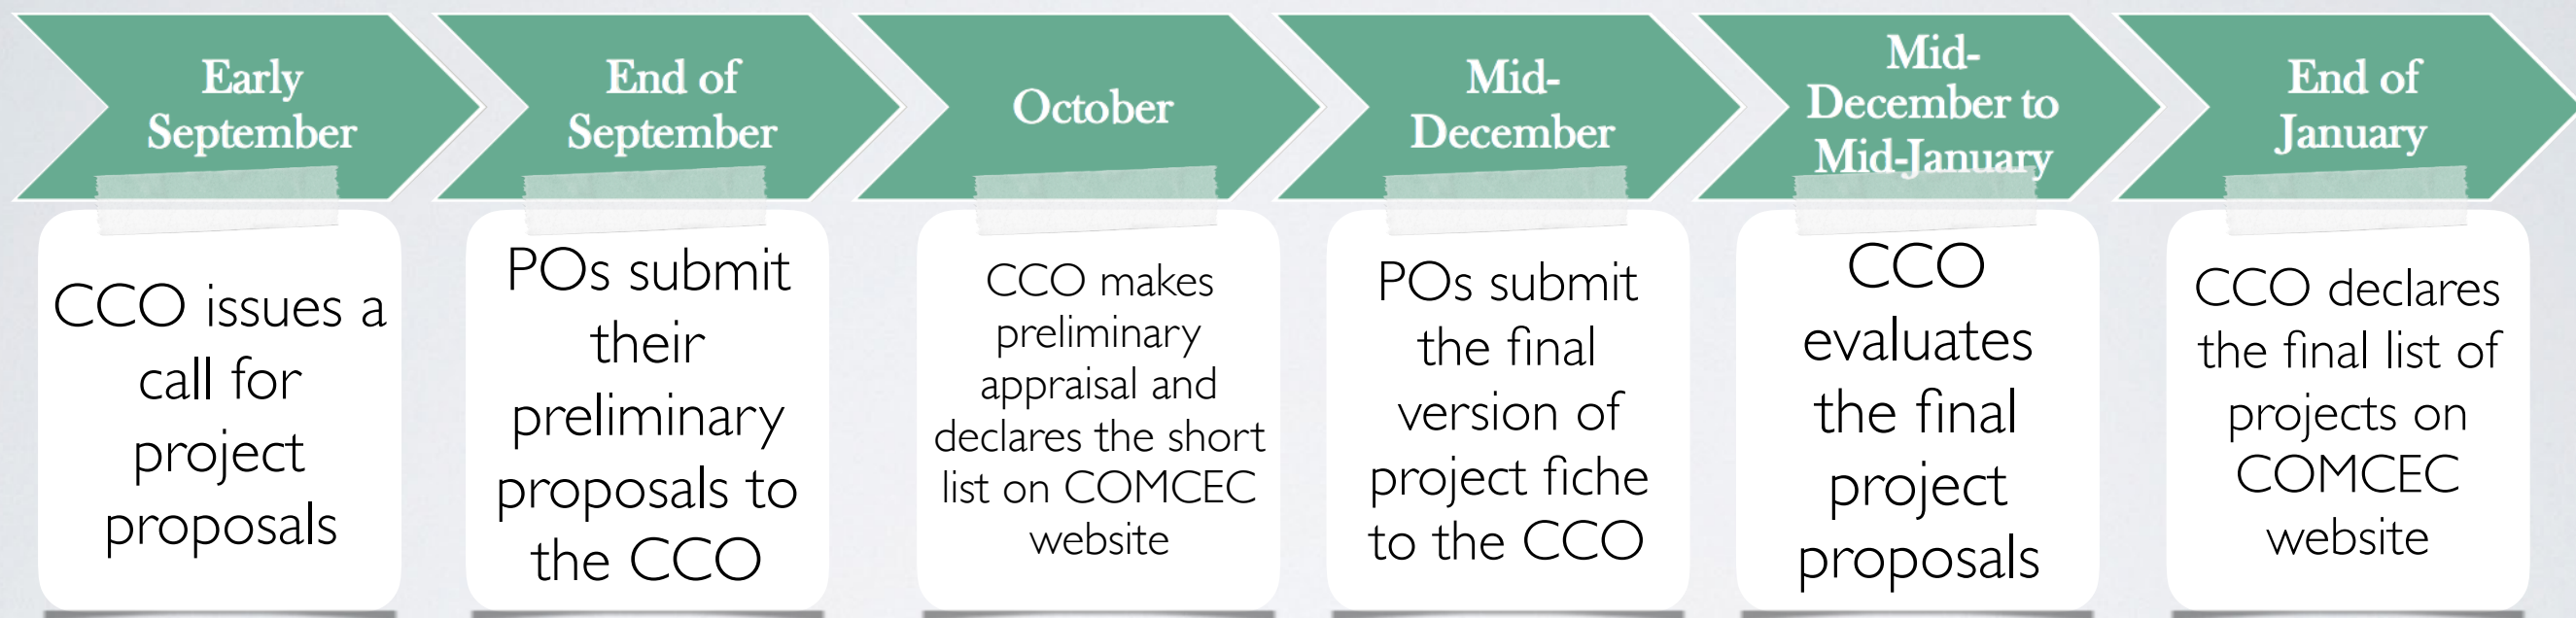 Early
September
End of
September
October
Mid-
December
Mid-
December to
Mid-January
End of
January
CCO issues a
call for
project
proposals
POs submit
their
preliminary
proposals to
the CCO
CCO makes
preliminary
appraisal and
declares the short
list on COMCEC
website
POs submit
the final
version of
project fiche
to the CCO
CCO
evaluates
the final
project
proposals
CCO declares
the final list of
projects on
COMCEC
website